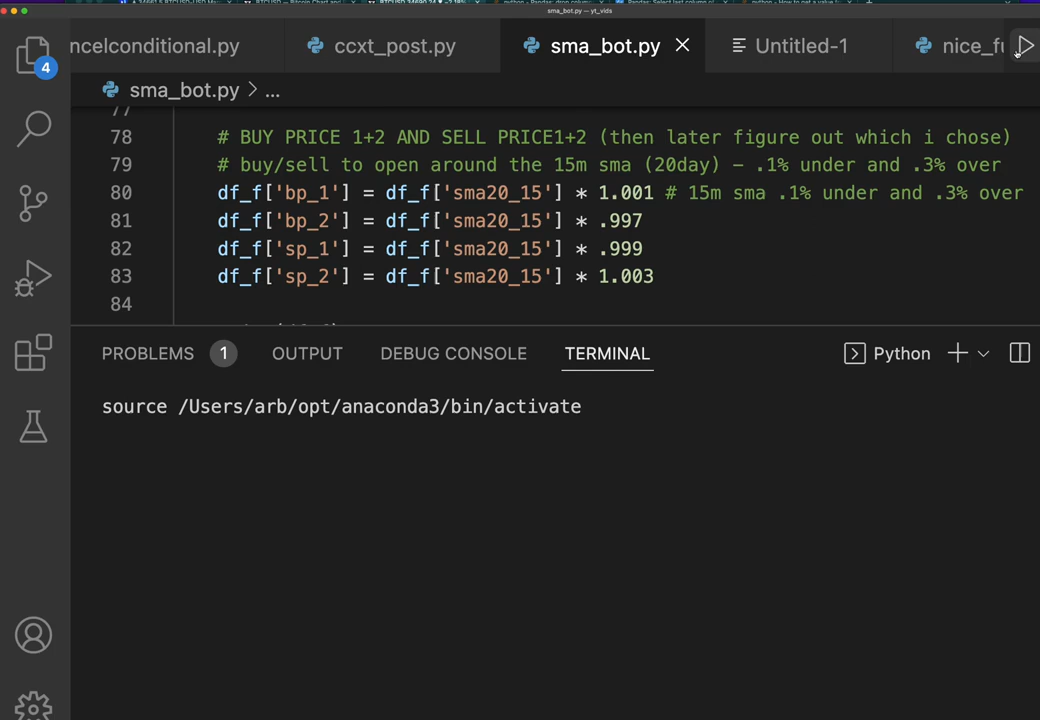 sma_bot.py — yt_vids
ncelconditional.py
ccxt_post.py
sma_bot.py
Untitled-1
nice_fu
4
sma_bot.py > ...
77
78 # BUY PRICE 1+2 AND SELL PRICE1+2 (then later figure out which i chose)
79 # buy/sell to open around the 15m sma (20day) - .1% under and .3% over
80 df_f['bp_1'] = df_f['sma20_15'] * 1.001 # 15m sma .1% under and .3% over
81 df_f['bp_2'] = df_f['sma20_15'] * .997
82 df_f['sp_1'] = df_f['sma20_15'] * .999
83 df_f['sp_2'] = df_f['sma20_15'] * 1.003
84
PROBLEMS 1 OUTPUT DEBUG CONSOLE TERMINAL Python
source /Users/arb/opt/anaconda3/bin/activate